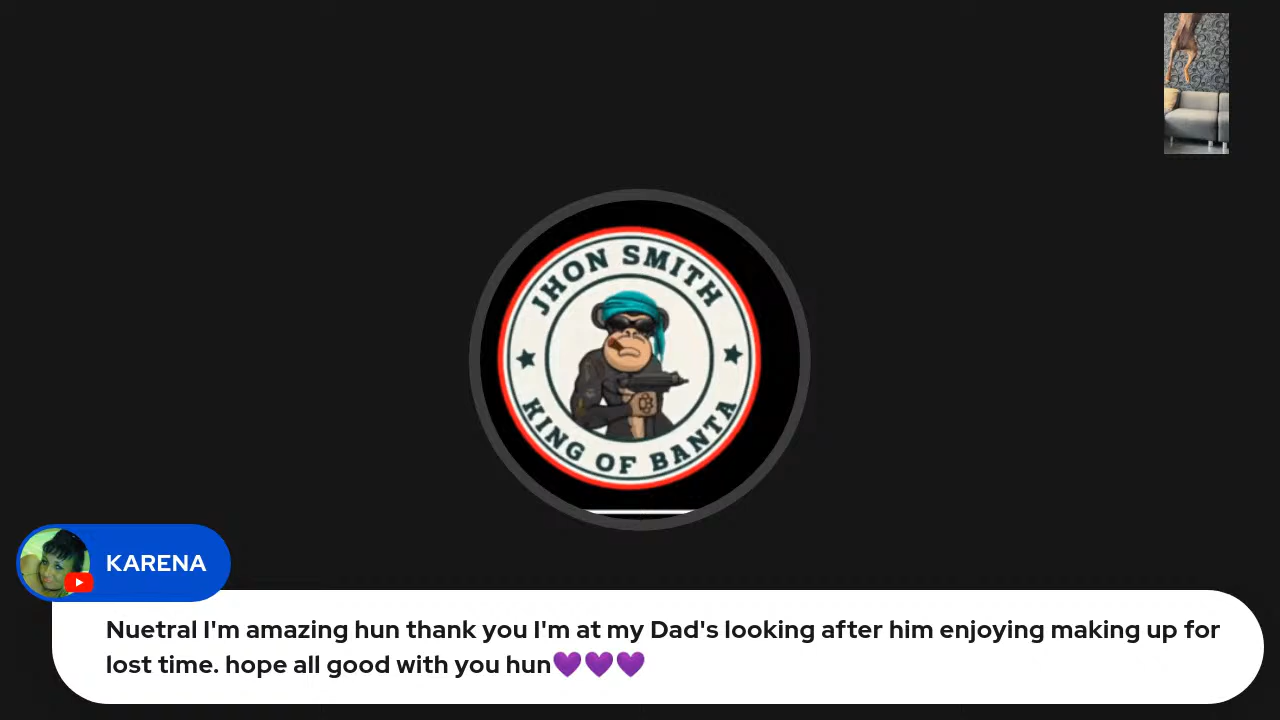 JHON SMITH
KING OF BANTA
KARENA
Nuetral I'm amazing hun thank you I'm at my Dad's looking after him enjoying making up for
lost time. hope all good with you hun💜💜💜